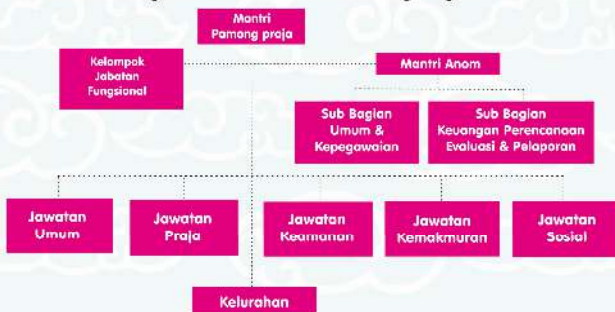 Mantri
Pamong praja
Kelompok
Jabatan
Fungsional
Mantri Anom
Sub Bagian
Umum &
Kepegawaian
Sub Bagian
Keuangan Perencanaan
Evaluasi & Pelaporan
Jawatan
Umum
Jawatan
Praja
Jawatan
Keamanan
Jawatan
Kemakmuran
Jawatan
Sosial
Kelurahan